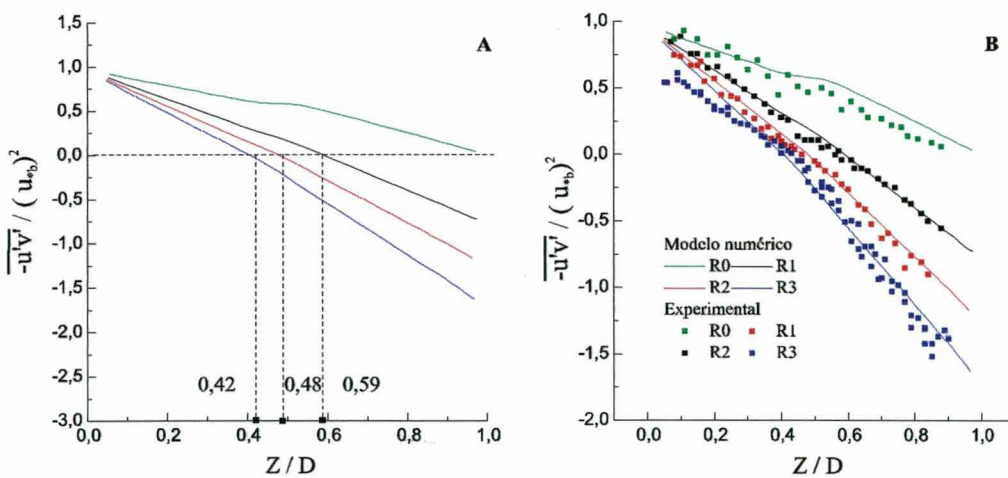 A
1,5
1,0
0,5
0,0
-0,5
-1,0
-1,5
-2,0
-2,5
-3,0
-u'v' / ( u*b )²
0,42
0,48
0,59
0,0 0,2 0,4 0,6 0,8 1,0
Z / D
B
1,0
0,5
0,0
-0,5
-1,0
-1,5
-2,0
-u'v' / ( u*b )²
Modelo numérico
R0 R1
R2 R3
Experimental
R0 R1
R2 R3
0,0 0,2 0,4 0,6 0,8 1,0
Z / D